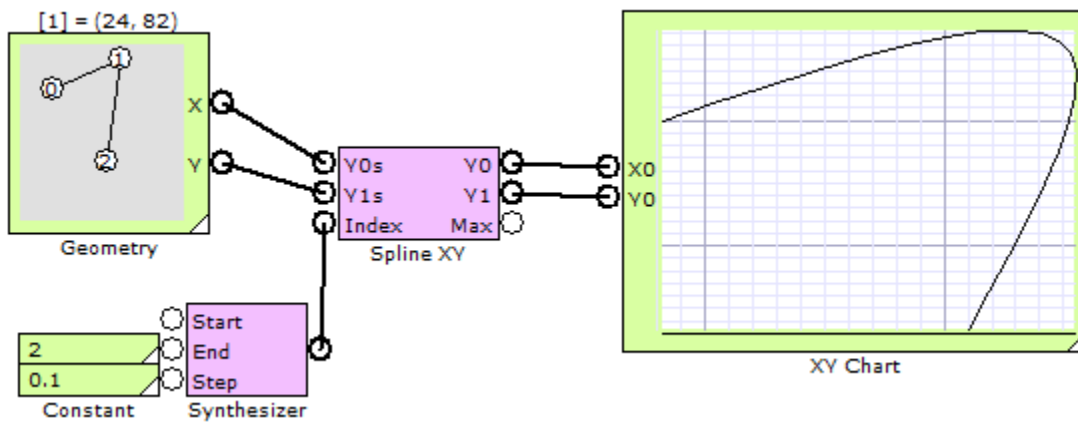 [1] = (24, 82)
0
1
2
X
Y
Geometry
Y0s
Y1s
Index
Y0
Y1
Max
Spline XY
X0
Y0
XY Chart
2
0.1
Constant
Start
End
Step
Synthesizer